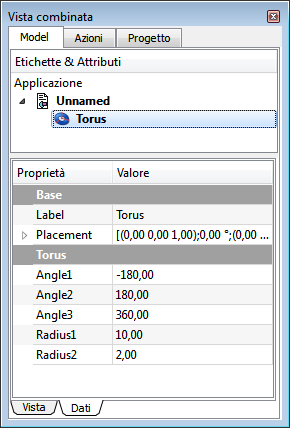 Vista combinata
Model Azioni Progetto
Etichette & Attributi
Applicazione
Unnamed
Torus
Proprietà Valore
Base
Label Torus
Placement [(0,00 0,00 1,00);0,00 °;(0,00 ...
Torus
Angle1 -180,00
Angle2 180,00
Angle3 360,00
Radius1 10,00
Radius2 2,00
Vista Dati